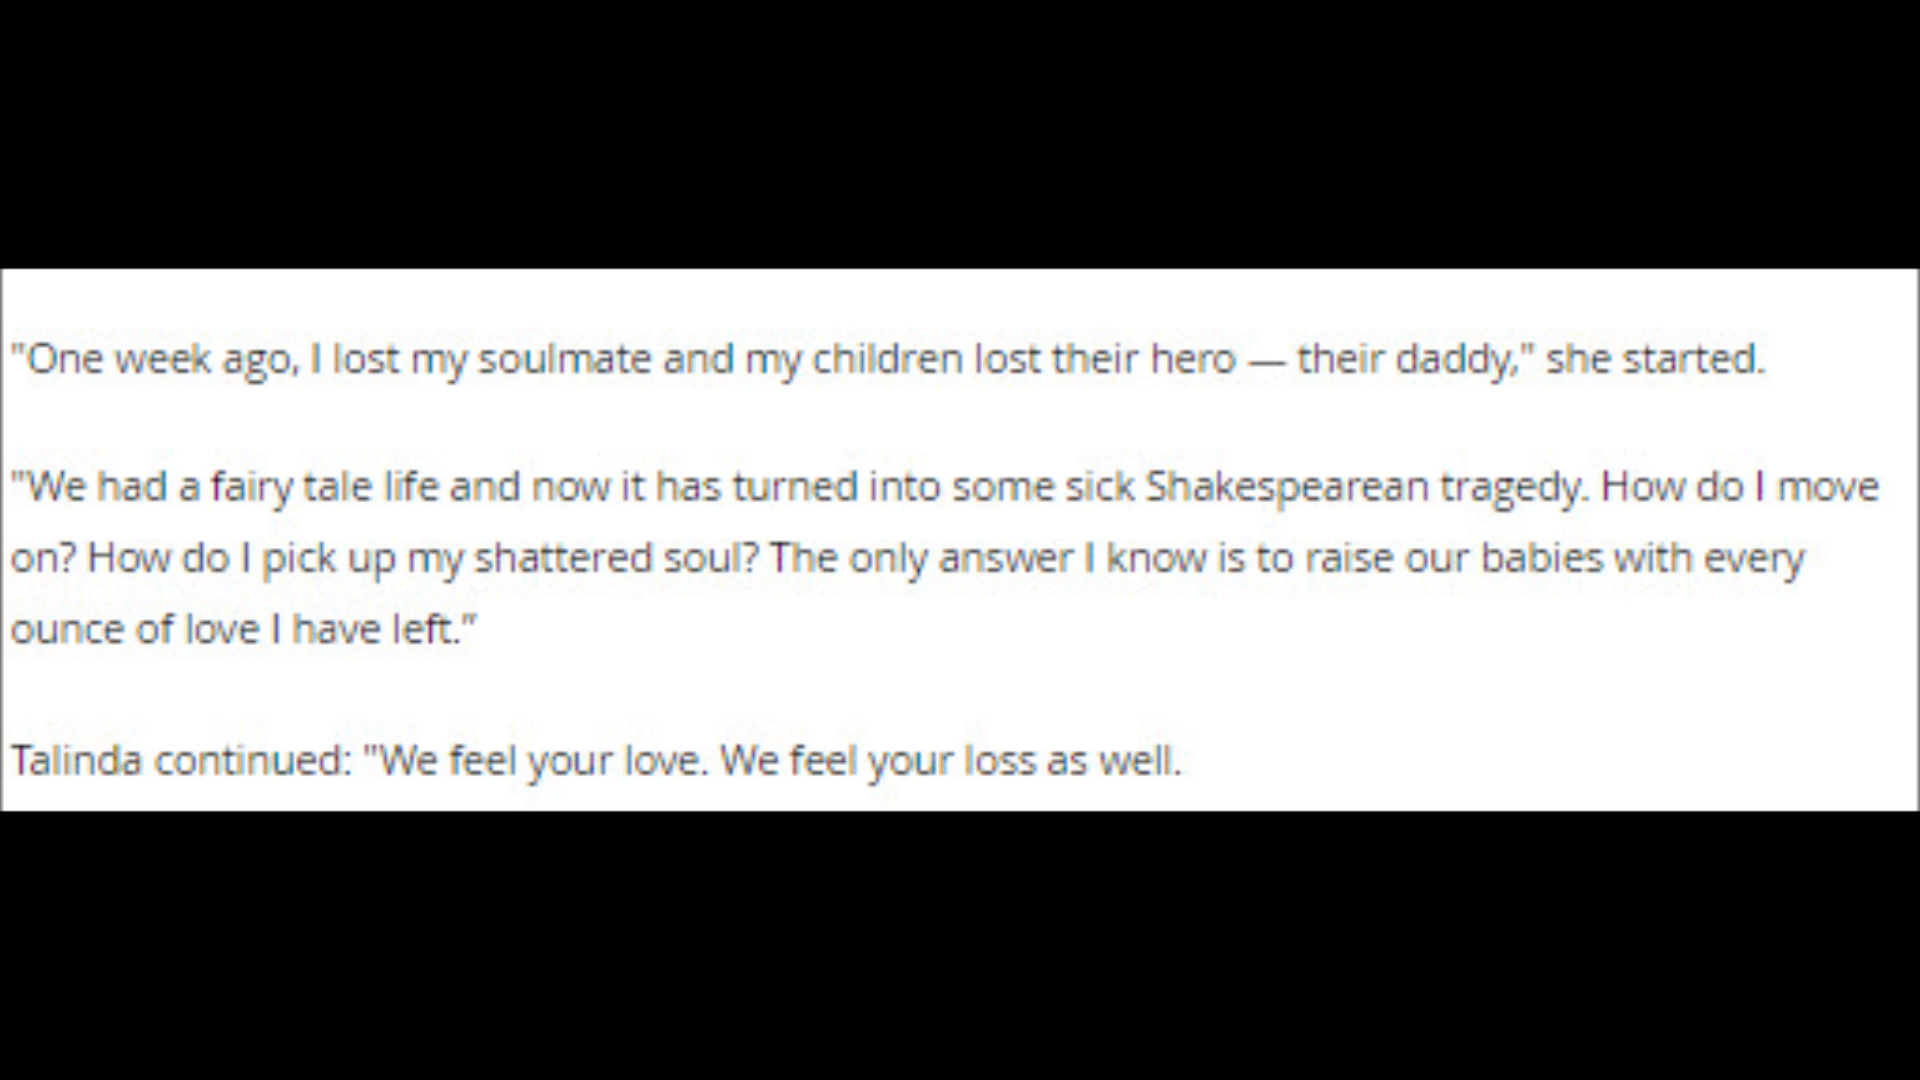 "One week ago, I lost my soulmate and my children lost their hero — their daddy," she started.
"We had a fairy tale life and now it has turned into some sick Shakespearean tragedy. How do I move
on? How do I pick up my shattered soul? The only answer I know is to raise our babies with every
ounce of love I have left.”
Talinda continued: "We feel your love. We feel your loss as well.